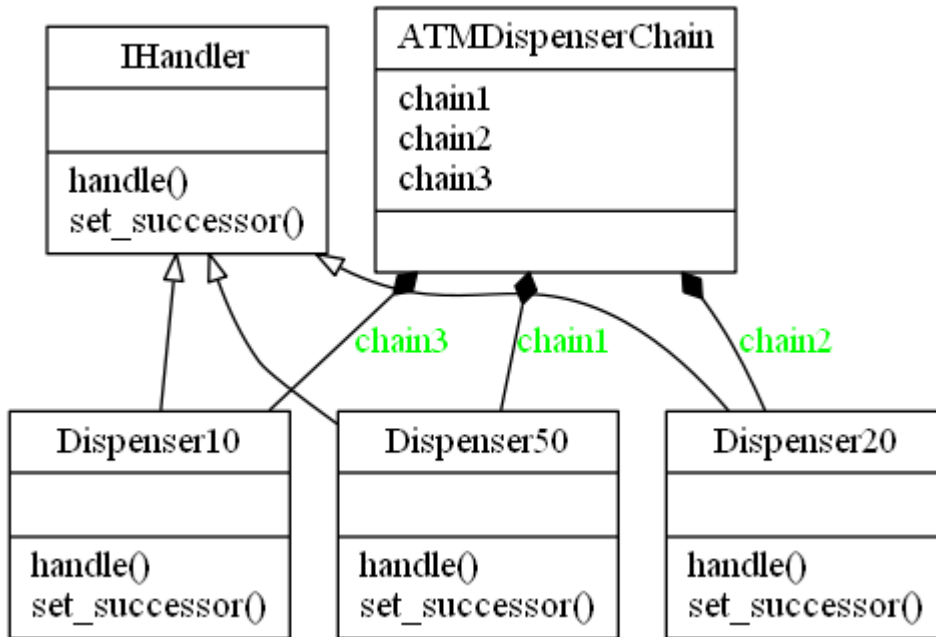 IHandler
handle()
set_successor()
ATMDispenserChain
chain1
chain2
chain3
chain3
chain1
chain2
Dispenser10
handle()
set_successor()
Dispenser50
handle()
set_successor()
Dispenser20
handle()
set_successor()